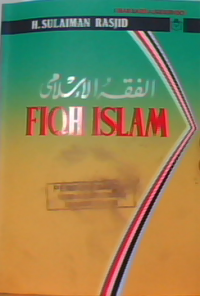 H. SULAIMAN RASJID
الفقه الإسلامي
FIQH ISLAM